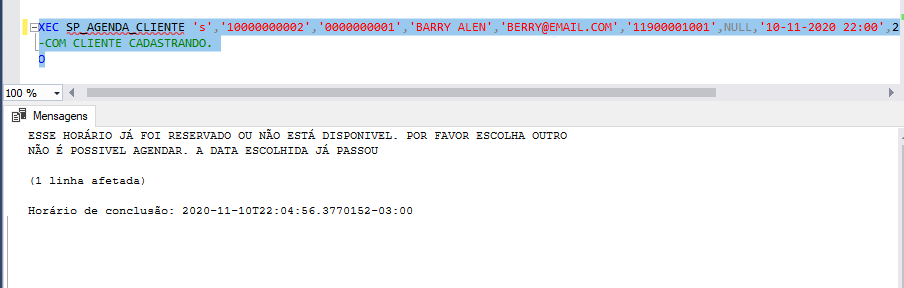 XEC SP_AGENDA_CLIENTE 's','10000000002','0000000001','BARRY ALEN','BERRY@EMAIL.COM','11900001001',NULL,'10-11-2020 22:00',2
-COM CLIENTE CADASTRANDO.
O
100 %
Mensagens
ESSE HORÁRIO JÁ FOI RESERVADO OU NÃO ESTÁ DISPONIVEL. POR FAVOR ESCOLHA OUTRO
NÃO É POSSIVEL AGENDAR. A DATA ESCOLHIDA JÁ PASSOU
(1 linha afetada)
Horário de conclusão: 2020-11-10T22:04:56.3770152-03:00